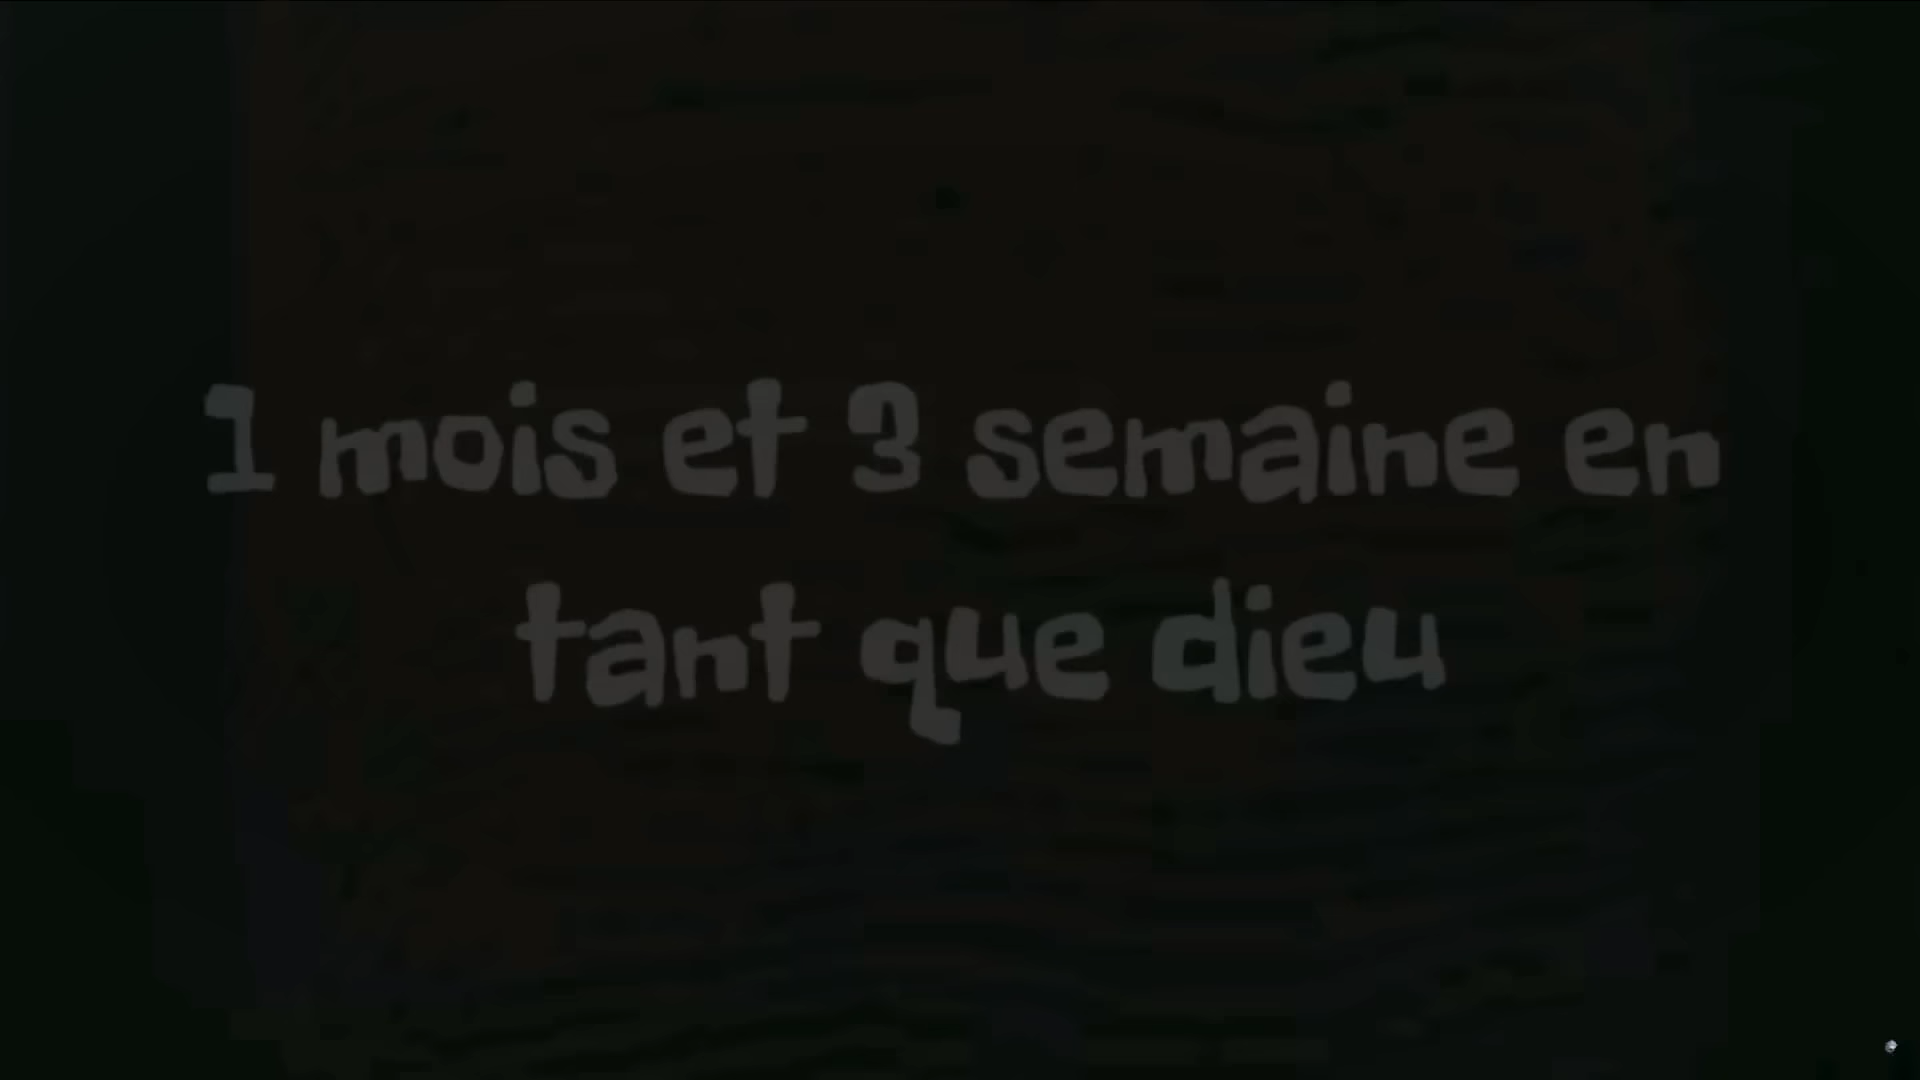 1 mois et 3 semaine en
tant que dieu